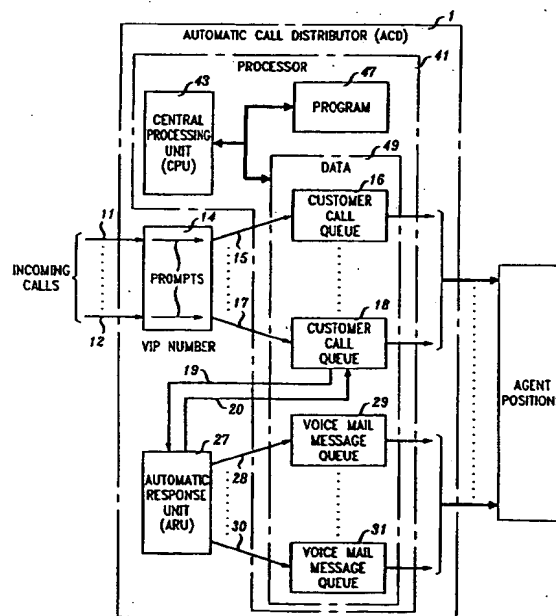 1
AUTOMATIC CALL DISTRIBUTOR (ACD)
41
PROCESSOR
43
CENTRAL
PROCESSING
UNIT
(CPU)
47
PROGRAM
49
DATA
16
CUSTOMER
CALL
QUEUE
11
14
15
INCOMING
CALLS
PROMPTS
17
18
CUSTOMER
CALL
QUEUE
12
VIP NUMBER
19
20
AGENT
POSITION
27
AUTOMATIC
RESPONSE
UNIT
(ARU)
28
29
VOICE MAIL
MESSAGE
QUEUE
30
31
VOICE MAIL
MESSAGE
QUEUE